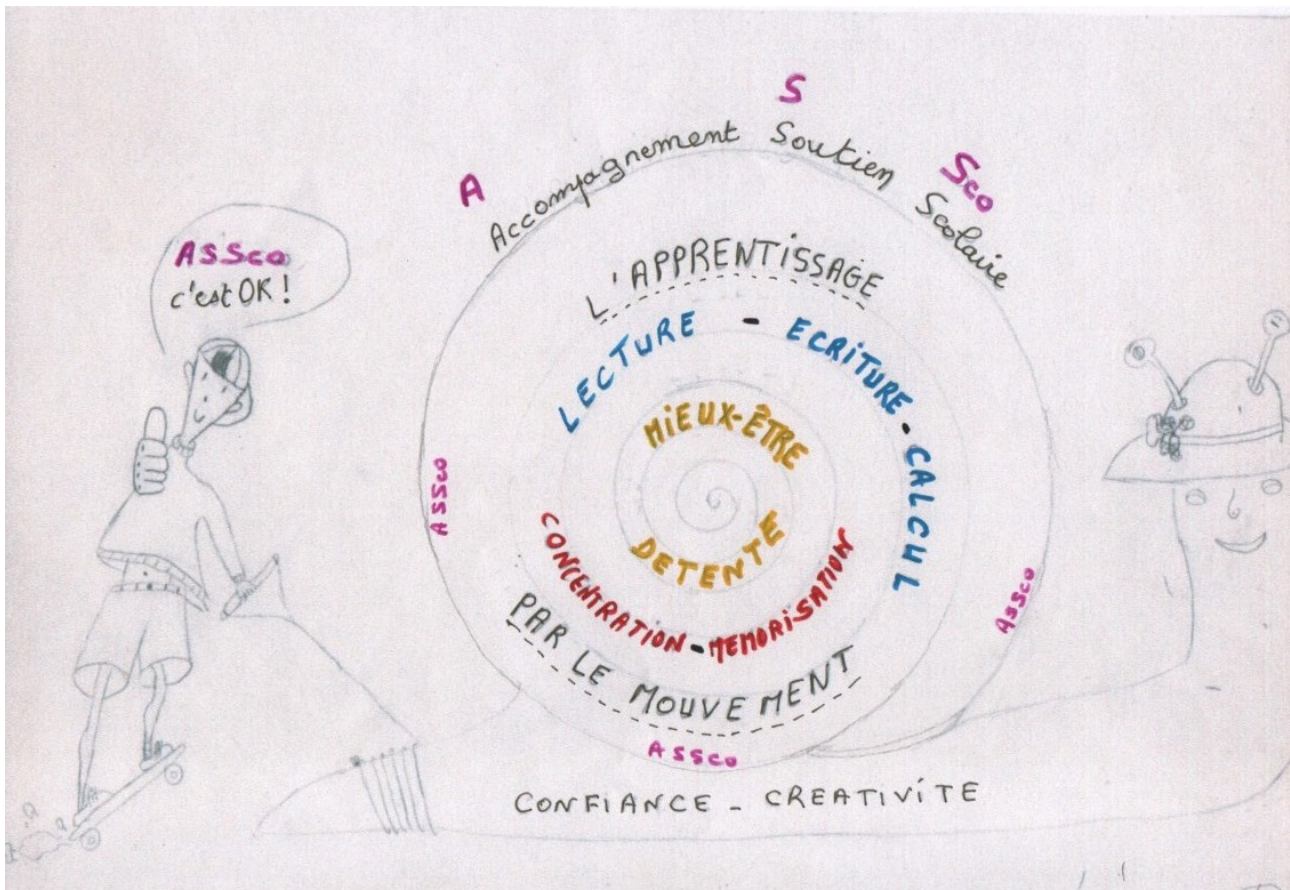 A
S
Sco
Accompagnement Soutien Scolaire
ASSco
c'est OK!
L'APPRENTISSAGE
LECTURE - ECRITURE - CALCUL
MIEUX-ÊTRE
DETENTE
CONCENTRATION - MEMORISATION
PAR LE MOUVEMENT
ASSco
ASSco
ASSco
CONFIANCE - CREATIVITE